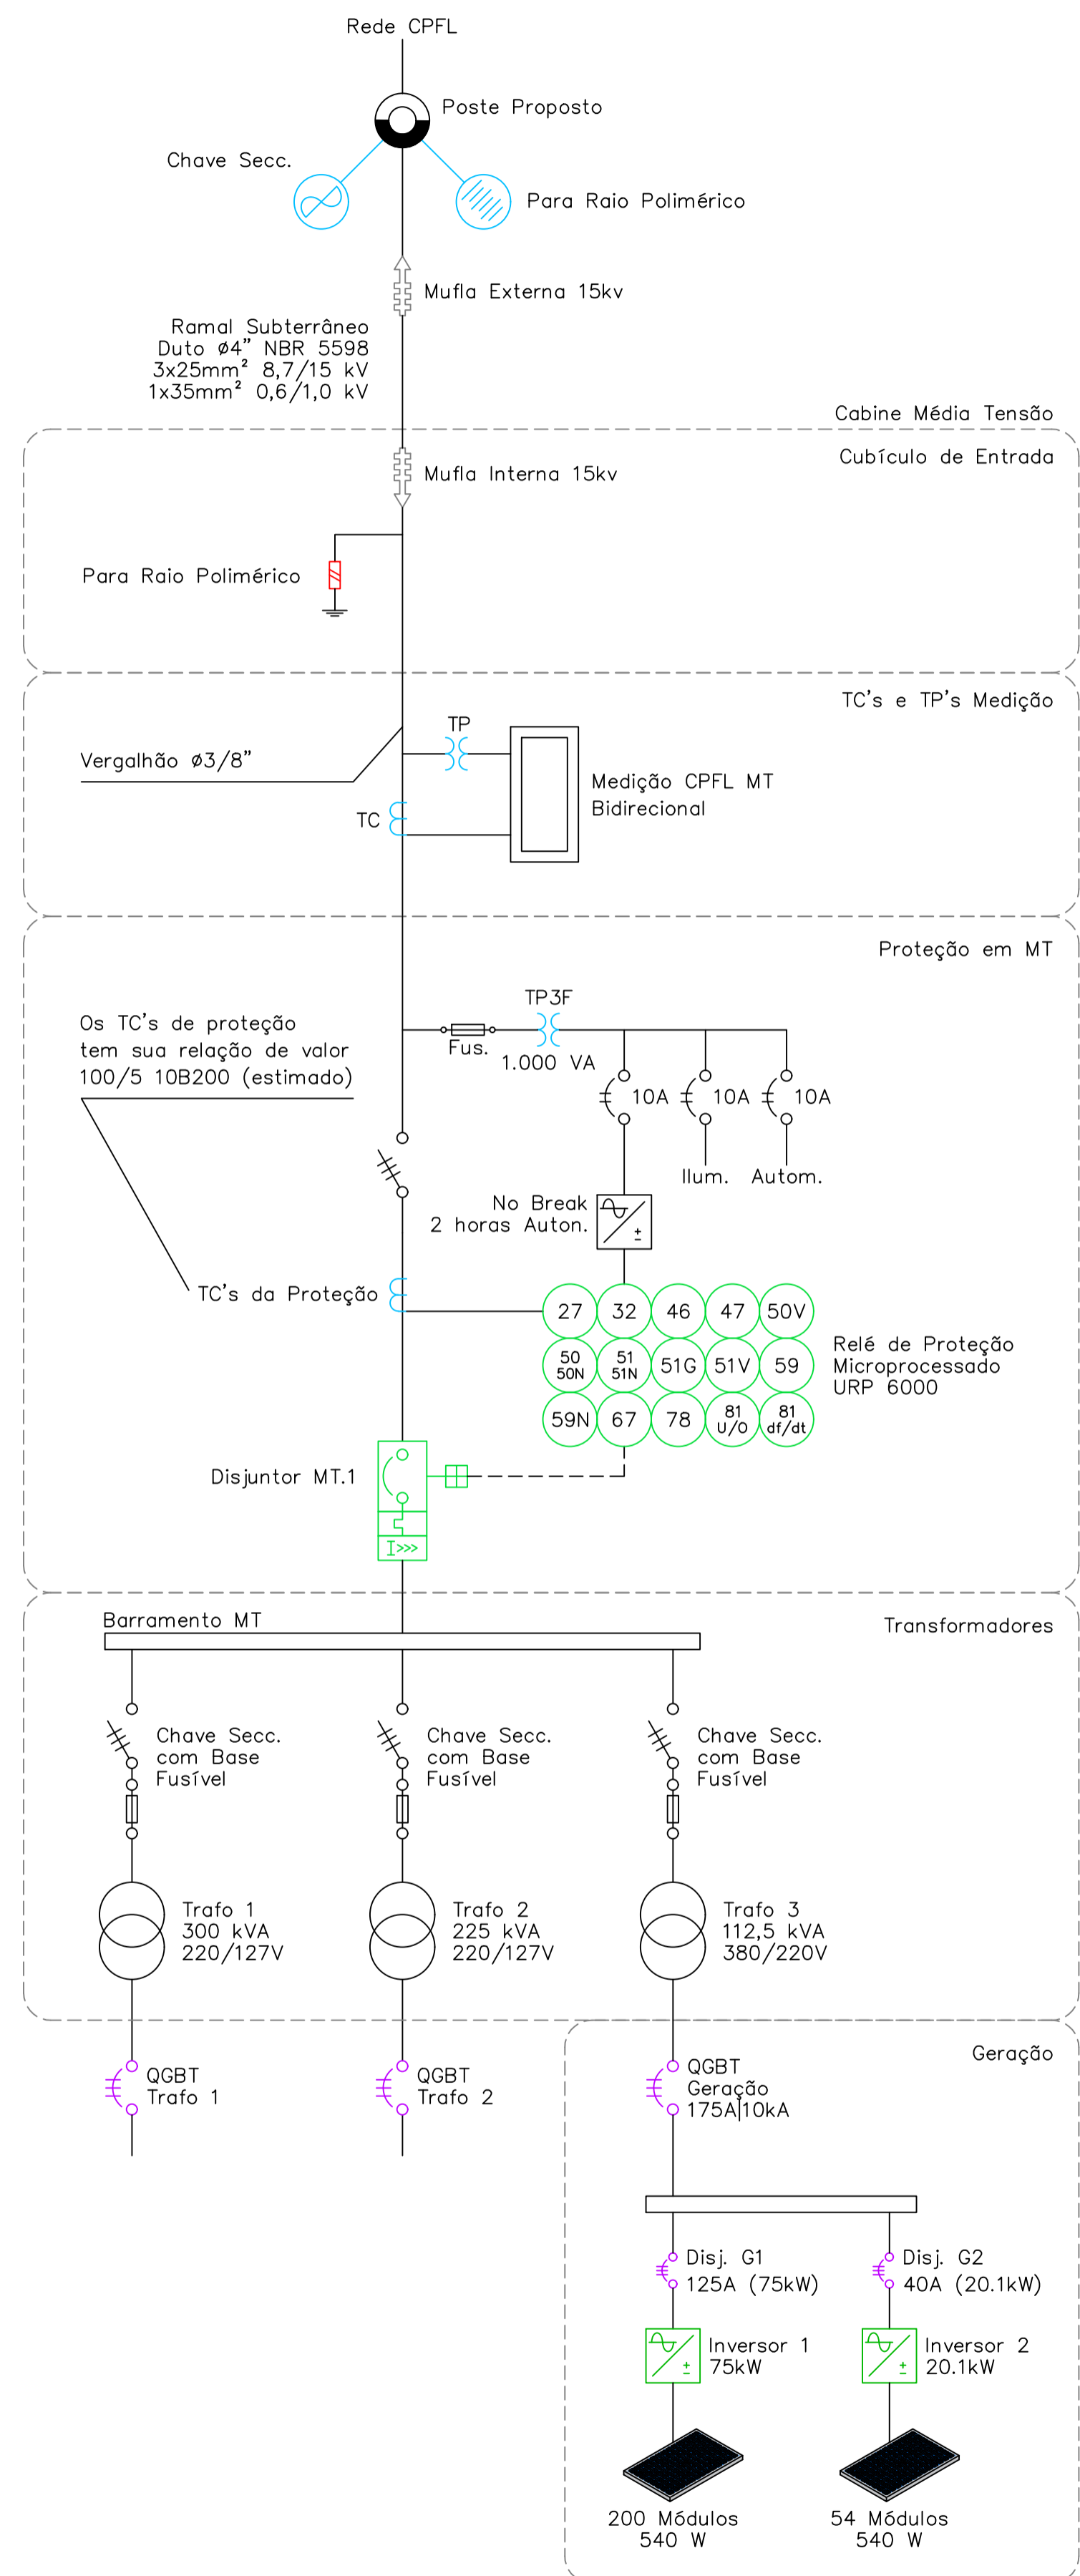 Rede CPFL
Poste Proposto
Chave Secc.
Para Raio Polimérico
Mufla Externa 15kv
Ramal Subterrâneo
Duto ø4” NBR 5598
3x25mm² 8,7/15 kV
1x35mm² 0,6/1,0 kV
Cabine Média Tensão
Cubículo de Entrada
Mufla Interna 15kv
Para Raio Polimérico
TC's e TP's Medição
TP
Vergalhão ø3/8”
Medição CPFL MT
Bidirecional
TC
Proteção em MT
TP3F
Os TC's de proteção
tem sua relação de valor
100/5 10B200 (estimado)
Fus.
1.000 VA
10A
10A
10A
Ilum.
Autom.
No Break
2 horas Auton.
±
TC's da Proteção
27 32 46 47 50V
50
50N
51
51N
51G 51V 59
59N 67 78
81
U/O
81
df/dt
Relé de Proteção
Microprocessado
URP 6000
Disjuntor MT.1
I>>>
Barramento MT
Transformadores
Chave Secc.
com Base
Fusível
Chave Secc.
com Base
Fusível
Chave Secc.
com Base
Fusível
Trafo 1
300 kVA
220/127V
Trafo 2
225 kVA
220/127V
Trafo 3
112,5 kVA
380/220V
Geração
QGBT
Trafo 1
QGBT
Trafo 2
QGBT
Geração
175A|10kA
Disj. G1
125A (75kW)
Disj. G2
40A (20.1kW)
Inversor 1
75kW
±
Inversor 2
20.1kW
±
200 Módulos
540 W
54 Módulos
540 W